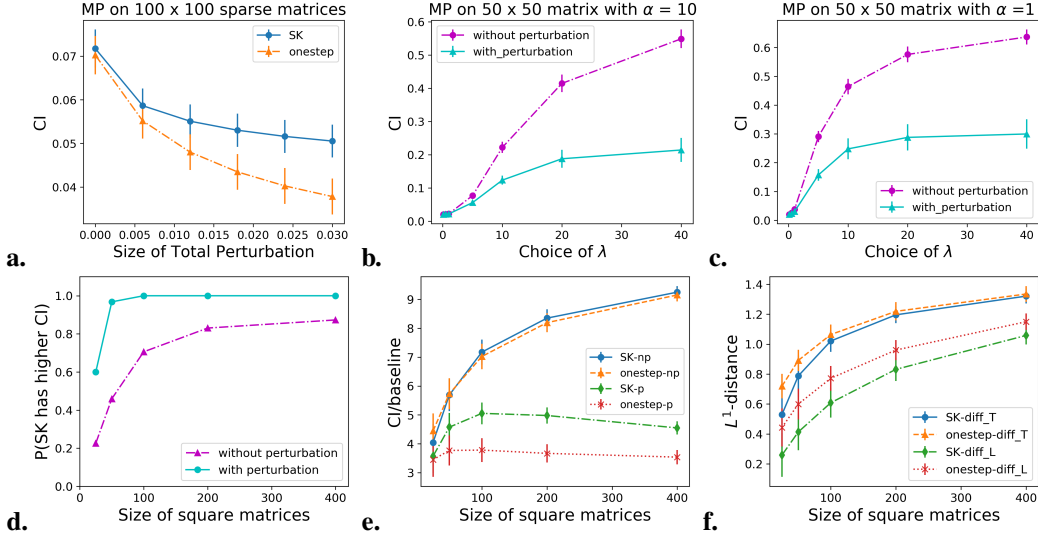 MP on 100 x 100 sparse matrices
CI
0.07
0.06
0.05
0.04
SK
onestep
0.000 0.005 0.010 0.015 0.020 0.025 0.030
Size of Total Perturbation
a.
MP on 50 x 50 matrix with α = 10
CI
0.6
0.5
0.4
0.3
0.2
0.1
0.0
without perturbation
with_perturbation
0 10 20 30 40
Choice of λ
b.
MP on 50 x 50 matrix with α =1
CI
0.6
0.5
0.4
0.3
0.2
0.1
0.0
without perturbation
with_perturbation
0 10 20 30 40
Choice of λ
c.
P(SK has higher CI)
1.0
0.8
0.6
0.4
0.2
0.0
without perturbation
with perturbation
0 100 200 300 400
Size of square matrices
d.
CI/baseline
9
8
7
6
5
4
3
SK-np
onestep-np
SK-p
onestep-p
100 200 300 400
Size of square matrices
e.
L¹-distance
1.4
1.2
1.0
0.8
0.6
0.4
0.2
SK-diff_T
onestep-diff_T
SK-diff_L
onestep-diff_L
100 200 300 400
Size of square matrices
f.